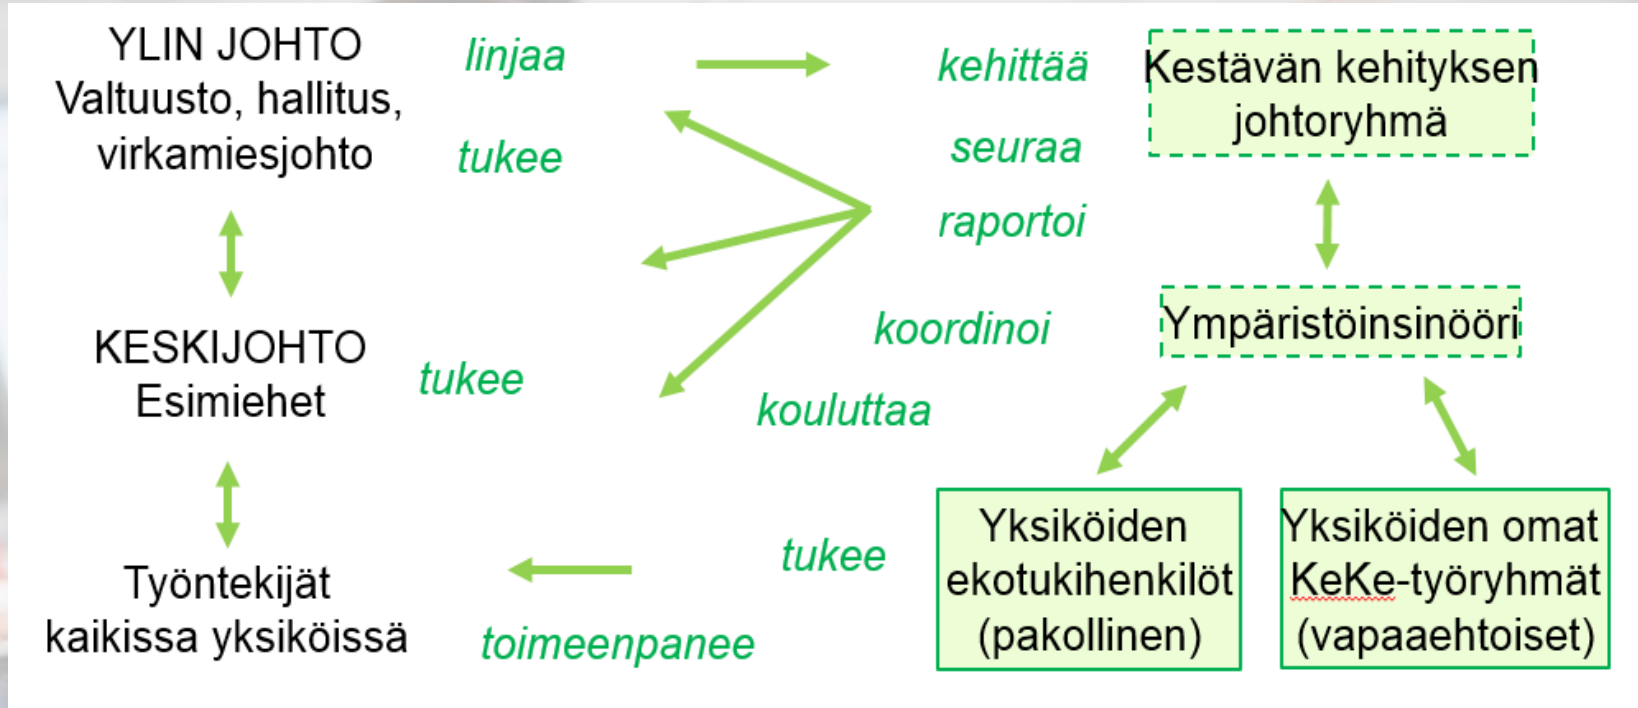 YLIN JOHTO
Valtuusto, hallitus,
virkamiesjohto
linjaa
tukee
kehittää
seuraa
raportoi
Kestävän kehityksen
johtoryhmä
KESKIJOHTO
Esimiehet
tukee
koordinoi
kouluttaa
Ympäristöinsinööri
Työntekijät
kaikissa yksiköissä
tukee
toimeenpanee
Yksiköiden
ekotukihenkilöt
(pakollinen)
Yksiköiden omat
KeKe-työryhmät
(vapaaehtoiset)